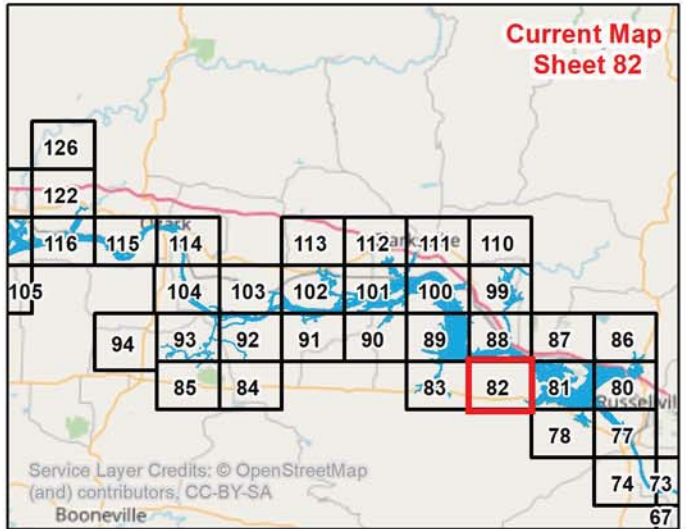 Current Map
Sheet 82
126
122
116 115 Ozark 114 113 112 111 110
105 104 103 102 101 100 99
94 93 92 91 90 89 88 87 86
85 84 83 82 81 80
Russellvil
78 77
74 73
67
Service Layer Credits: © OpenStreetMap
(and) contributors, CC-BY-SA
Booneville